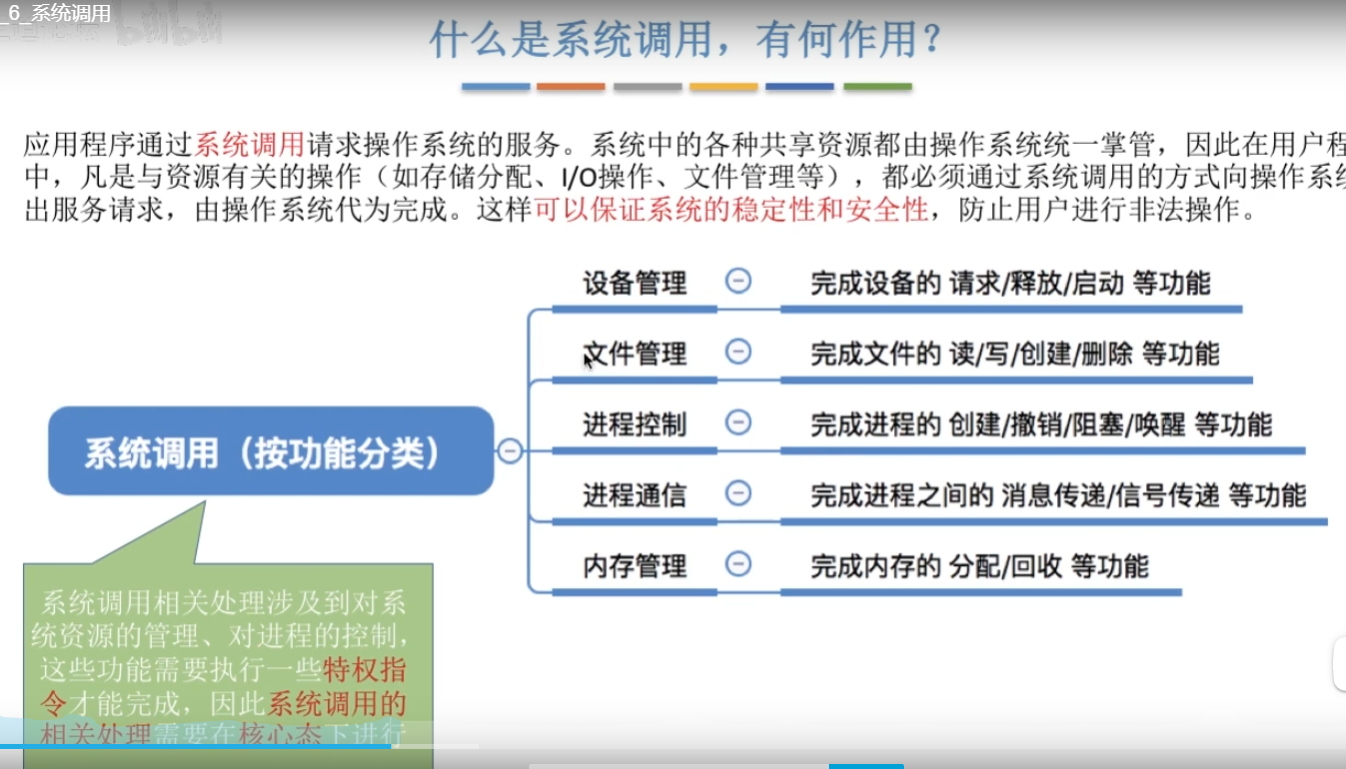 _6_系统调用
bilibili
什么是系统调用，有何作用？
应用程序通过系统调用请求操作系统的服务。系统中的各种共享资源都由操作系统统一掌管，因此在用户程
中，凡是与资源有关的操作（如存储分配、I/O操作、文件管理等），都必须通过系统调用的方式向操作系统
出服务请求，由操作系统代为完成。这样可以保证系统的稳定性和安全性，防止用户进行非法操作。
设备管理 完成设备的 请求/释放/启动 等功能
文件管理 完成文件的 读/写/创建/删除 等功能
进程控制 完成进程的 创建/撤销/阻塞/唤醒 等功能
进程通信 完成进程之间的 消息传递/信号传递 等功能
内存管理 完成内存的 分配/回收 等功能
系统调用（按功能分类）
系统调用相关处理涉及到对系
统资源的管理、对进程的控制，
这些功能需要执行一些特权指
令才能完成，因此系统调用的
相关处理需要在核心态下进行